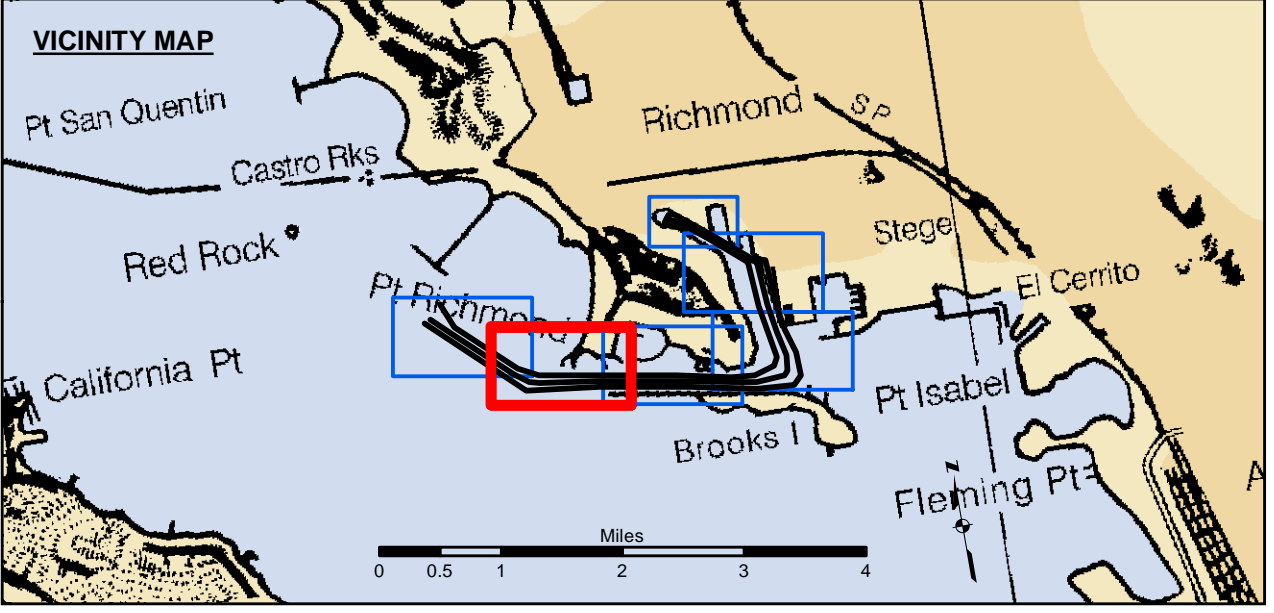 VICINITY MAP
Pt San Quentin
Castro Rks
Richmond
S P
Red Rock
Stege
El Cerrito
Pt Richmond
California Pt
Pt Isabel
Brooks I
Fleming Pt
A
N
Miles
0 0.5 1 2 3 4